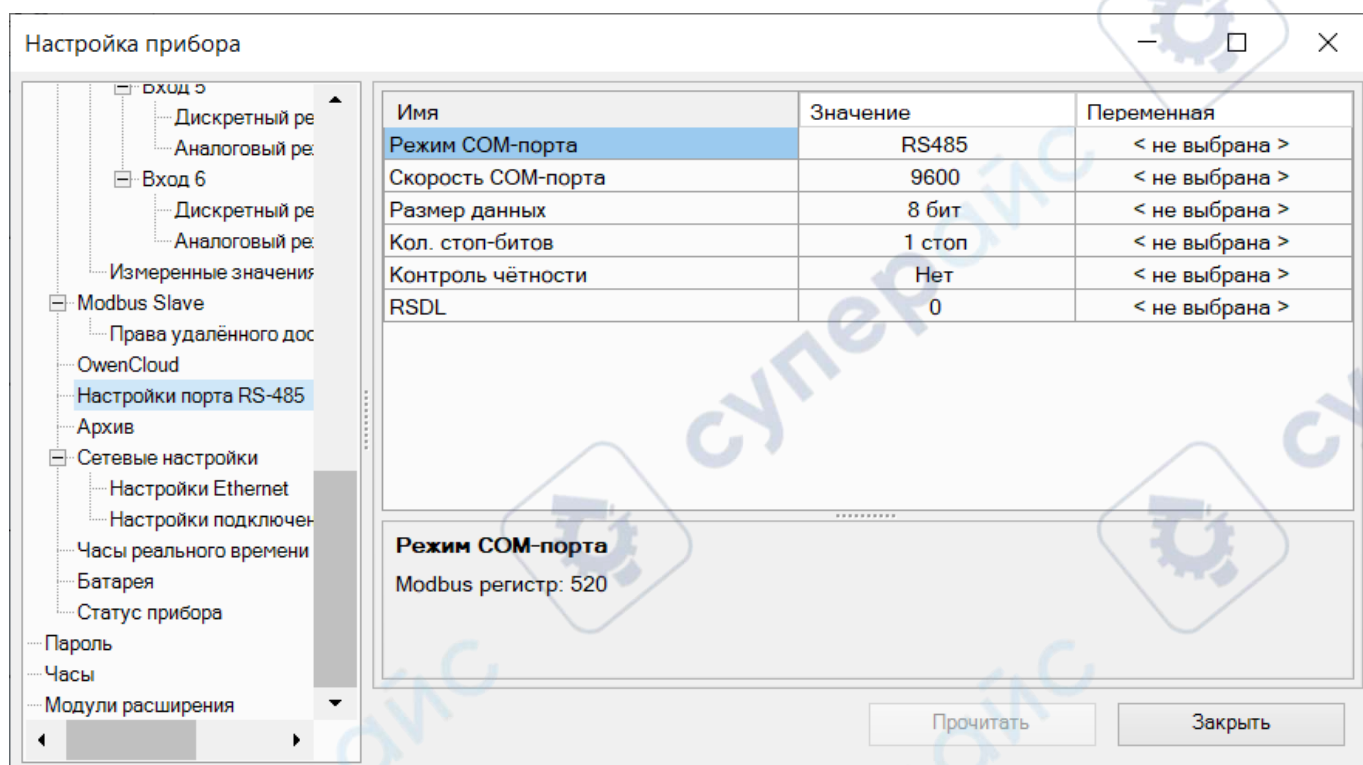 Настройка прибора
Вход 5
Дискретный ре
Аналоговый ре
Вход 6
Дискретный ре
Аналоговый ре
Измеренные значения
Modbus Slave
Права удалённого дос
OwenCloud
Настройки порта RS-485
Архив
Сетевые настройки
Настройки Ethernet
Настройки подключен
Часы реального времени
Батарея
Статус прибора
Пароль
Часы
Модули расширения
Имя Значение Переменная
Режим COM-порта RS485 < не выбрана >
Скорость COM-порта 9600 < не выбрана >
Размер данных 8 бит < не выбрана >
Кол. стоп-битов 1 стоп < не выбрана >
Контроль чётности Нет < не выбрана >
RSDL 0 < не выбрана >
Режим COM-порта
Modbus регистр: 520
Прочитать Закрыть
суперайс
су
айс
айс